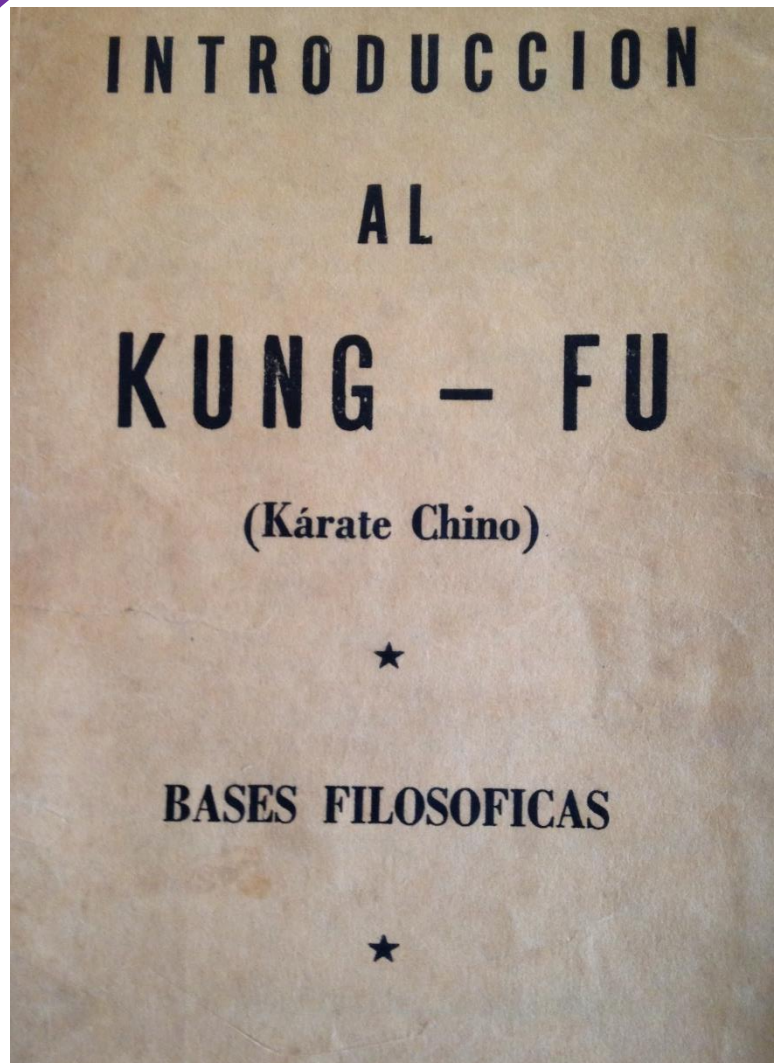 INTRODUCCION
AL
KUNG – FU
(Kárate Chino)
BASES FILOSOFICAS